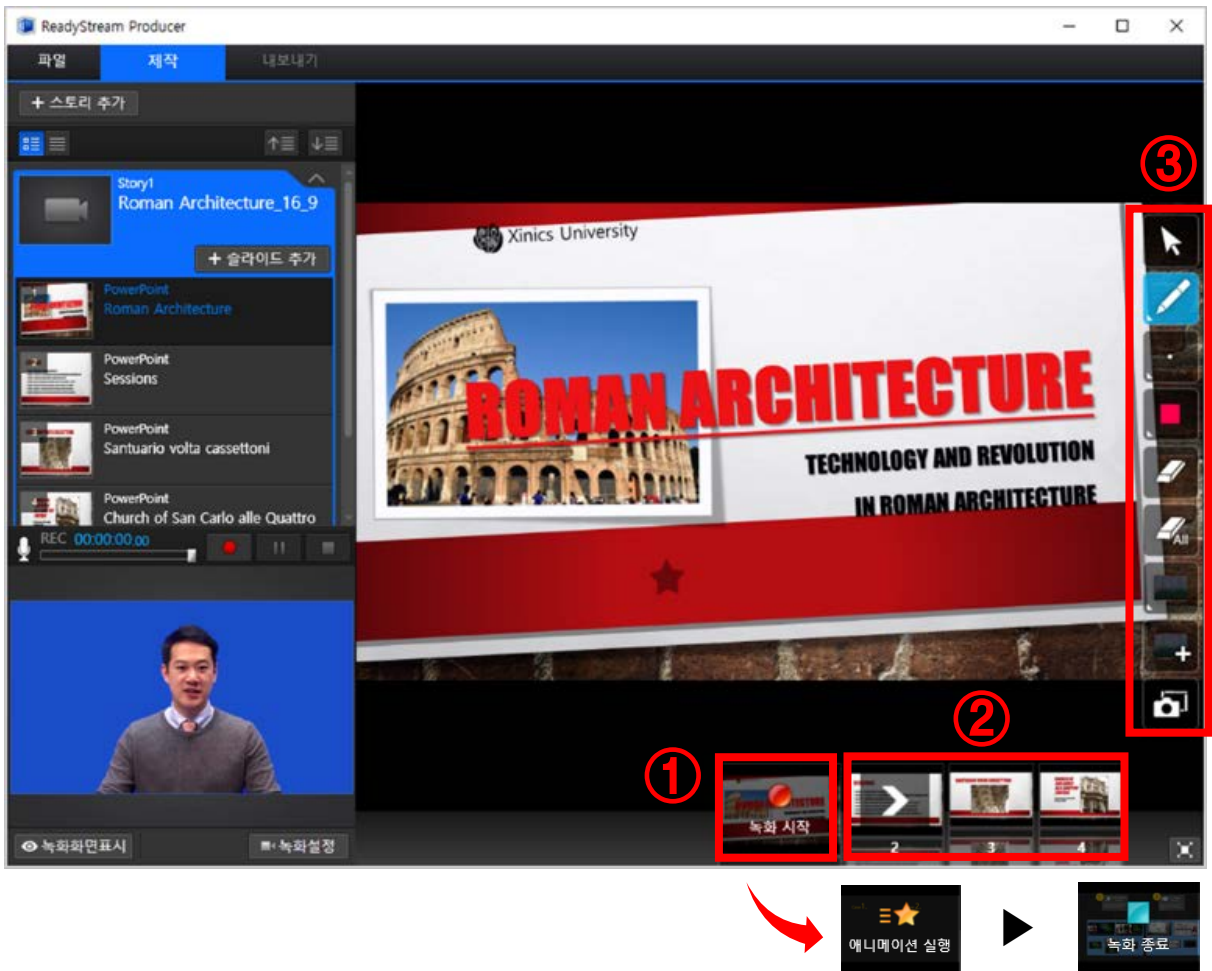 ReadyStream Producer
파일 제작 내보내기
+ 스토리 추가
Story1
Roman Architecture_16_9
+ 슬라이드 추가
PowerPoint
Roman Architecture
PowerPoint
Sessions
PowerPoint
Santuario volta cassettoni
PowerPoint
Church of San Carlo alle Quattro
REC 00:00:00.00
녹화화면표시
녹화설정
Xinics University
ROMAN ARCHITECTURE
TECHNOLOGY AND REVOLUTION
IN ROMAN ARCHITECTURE
③
All
①
녹화 시작
②
2 3 4
애니메이션 실행
녹화 종료